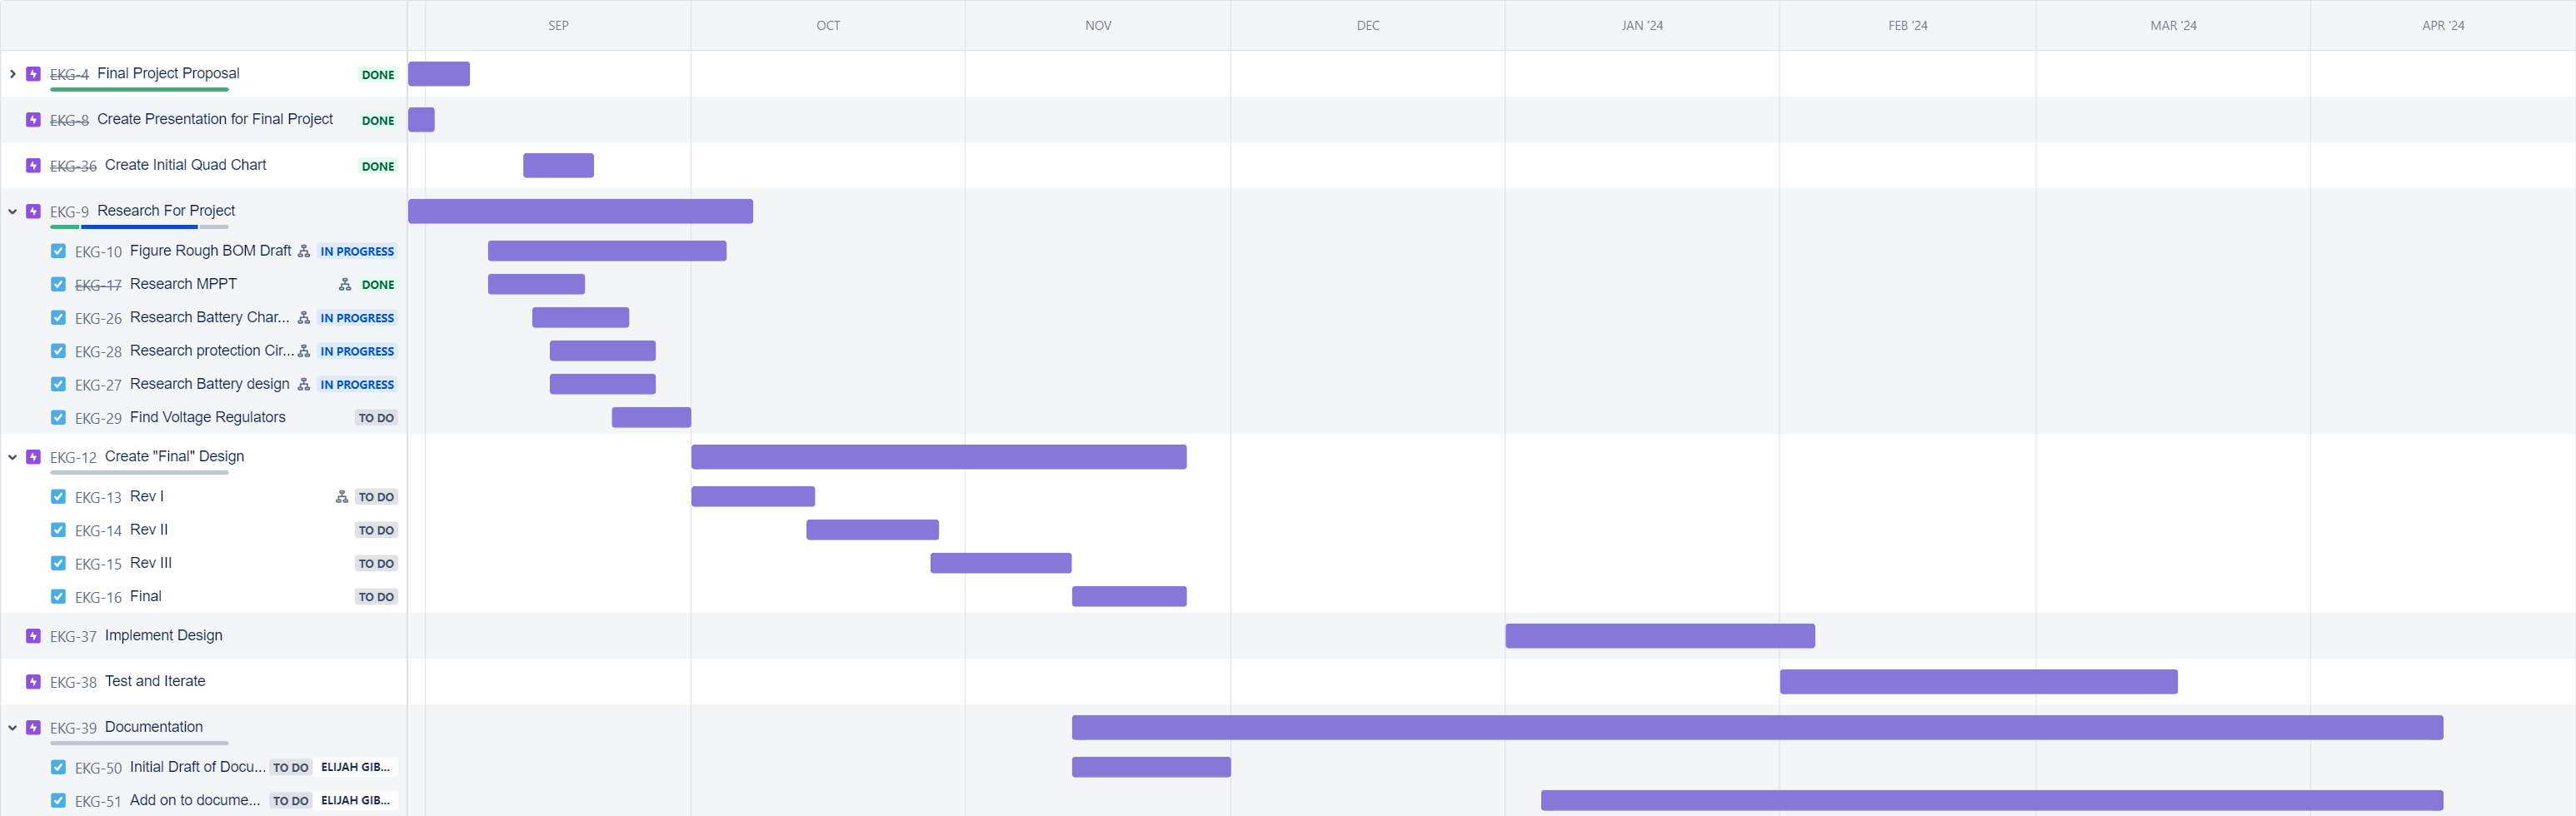 SEP OCT NOV DEC JAN '24 FEB '24 MAR '24 APR '24
EKG-4 Final Project Proposal DONE
EKG-8 Create Presentation for Final Project DONE
EKG-36 Create Initial Quad Chart DONE
EKG-9 Research For Project
EKG-10 Figure Rough BOM Draft IN PROGRESS
EKG-17 Research MPPT DONE
EKG-26 Research Battery Char... IN PROGRESS
EKG-28 Research protection Cir... IN PROGRESS
EKG-27 Research Battery design IN PROGRESS
EKG-29 Find Voltage Regulators TO DO
EKG-12 Create "Final" Design
EKG-13 Rev I TO DO
EKG-14 Rev II TO DO
EKG-15 Rev III TO DO
EKG-16 Final TO DO
EKG-37 Implement Design
EKG-38 Test and Iterate
EKG-39 Documentation
EKG-50 Initial Draft of Docu... TO DO ELIJAH GIB...
EKG-51 Add on to docume... TO DO ELIJAH GIB...